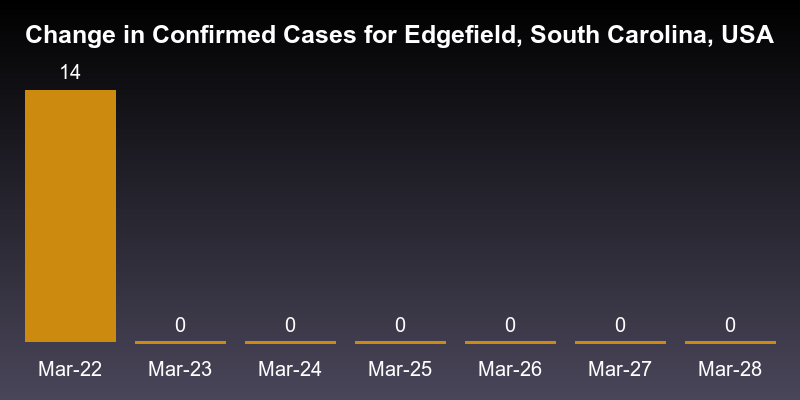 Change in Confirmed Cases for Edgefield, South Carolina, USA
14
0 0 0 0 0 0
Mar-22 Mar-23 Mar-24 Mar-25 Mar-26 Mar-27 Mar-28